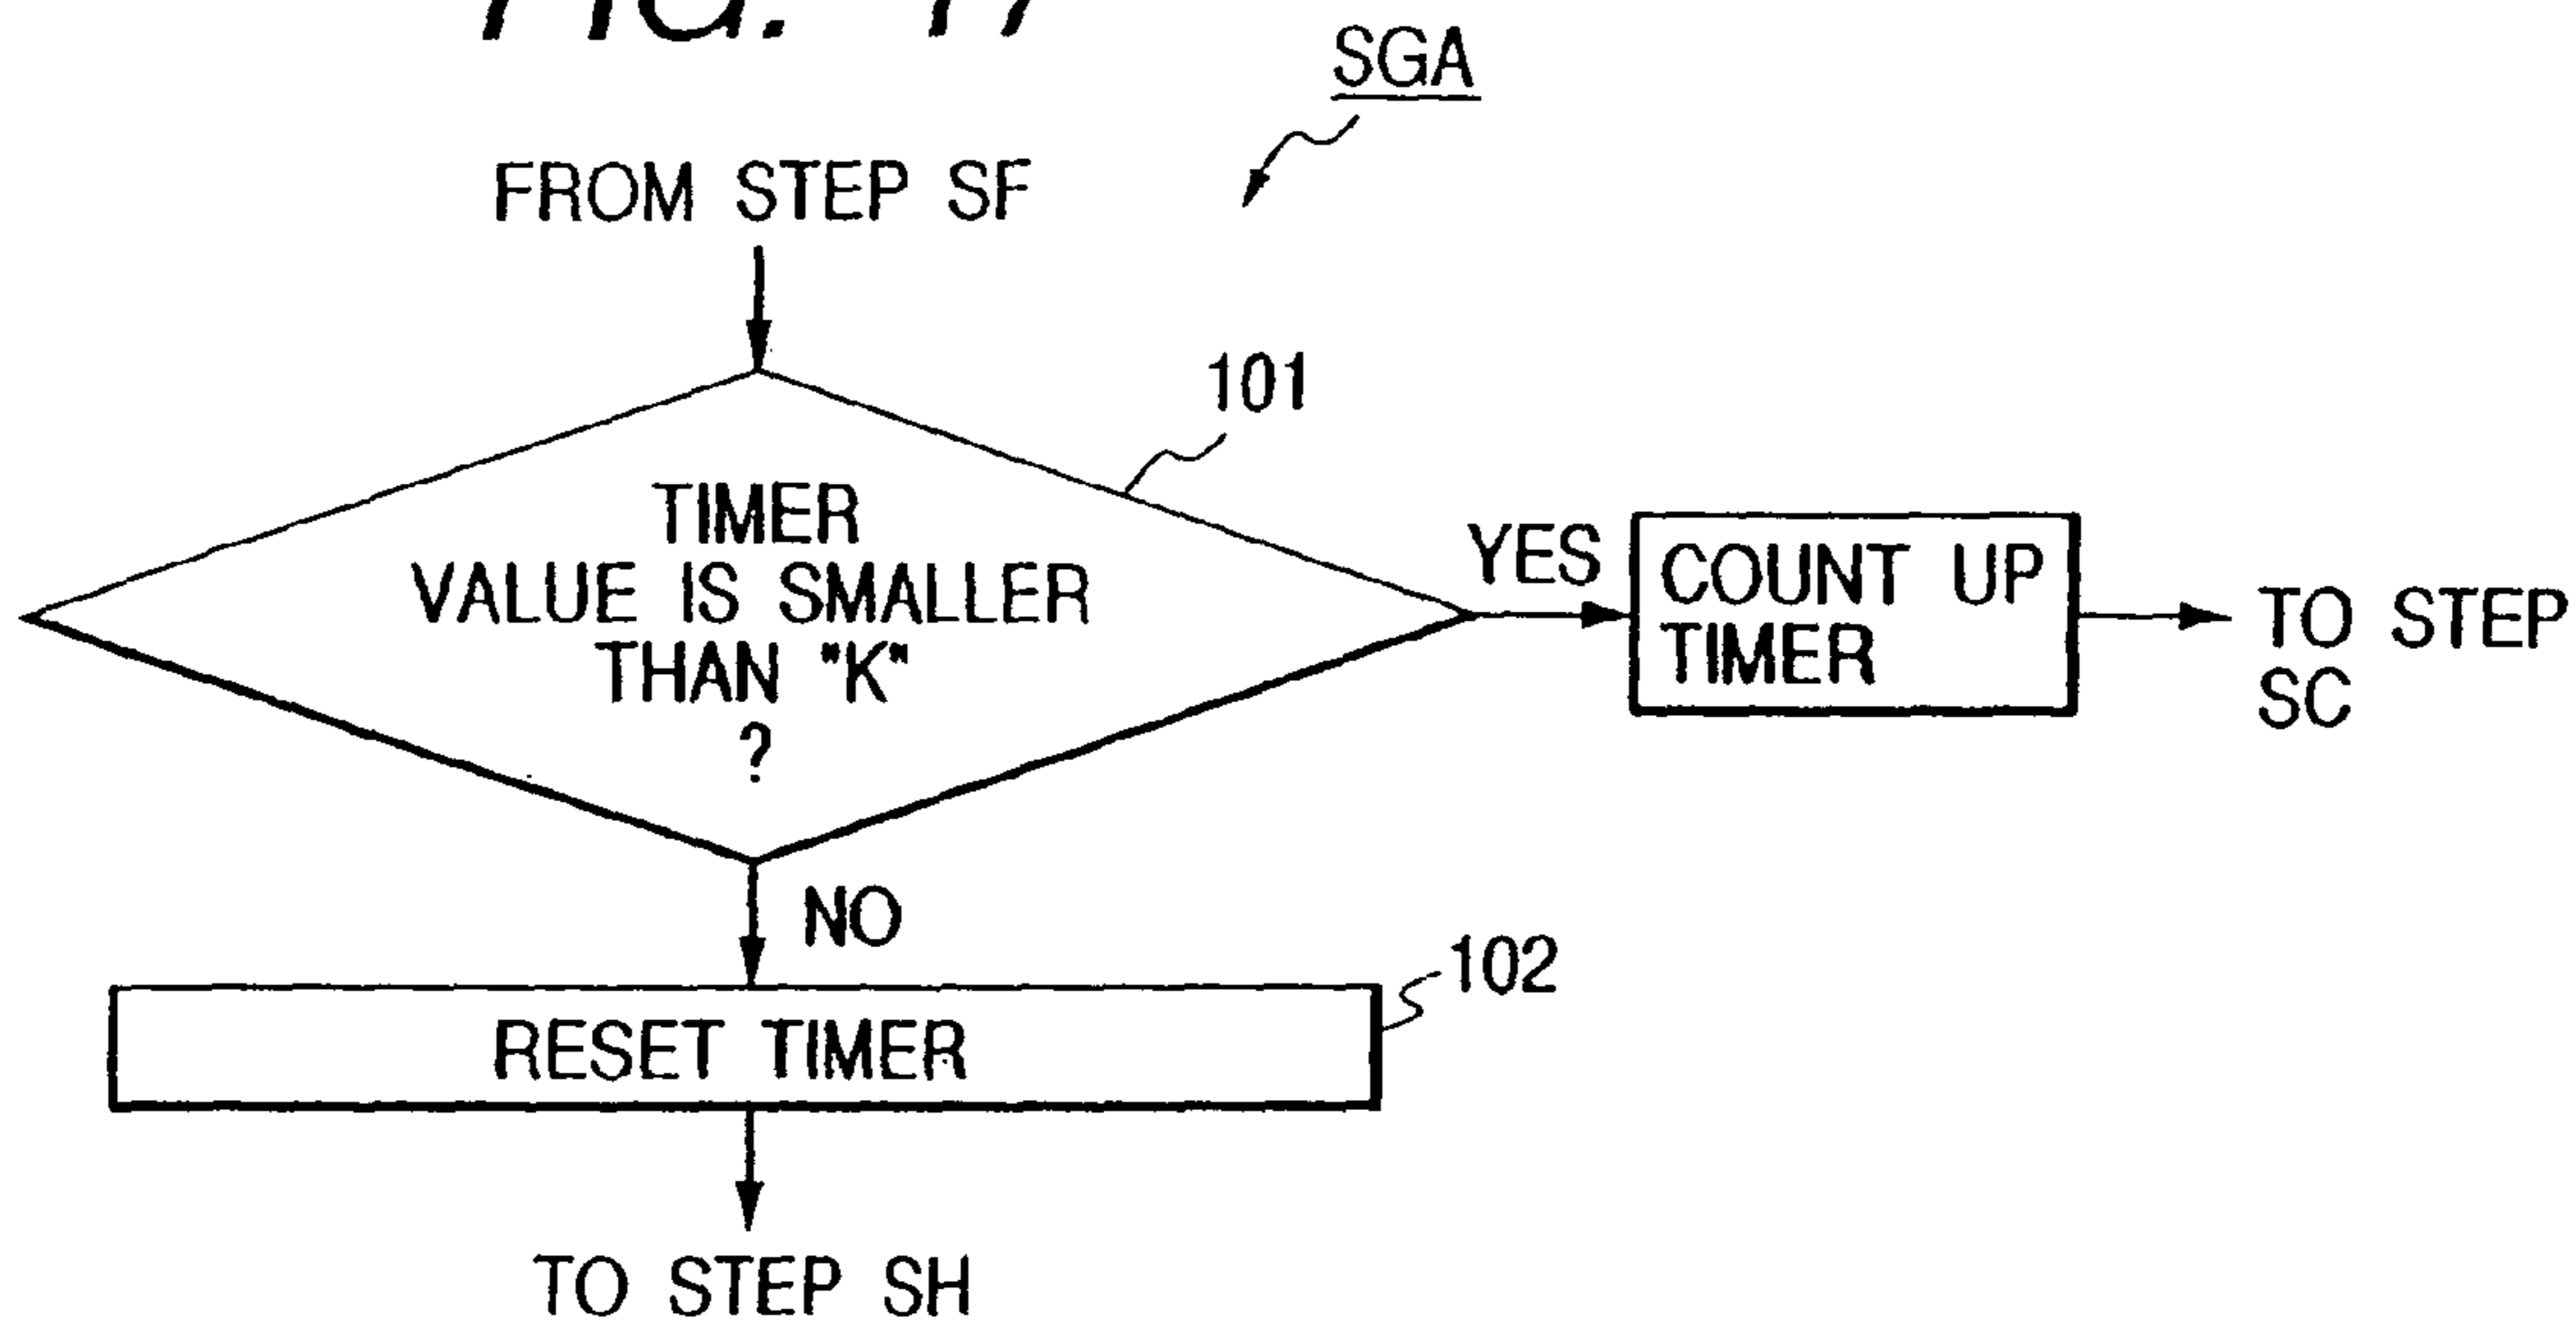 FIG.
SGA
FROM STEP SF
101
TIMER
VALUE IS SMALLER
THAN "K"
?
YES
COUNT UP
TIMER
TO STEP
SC
NO
102
RESET TIMER
TO STEP SH